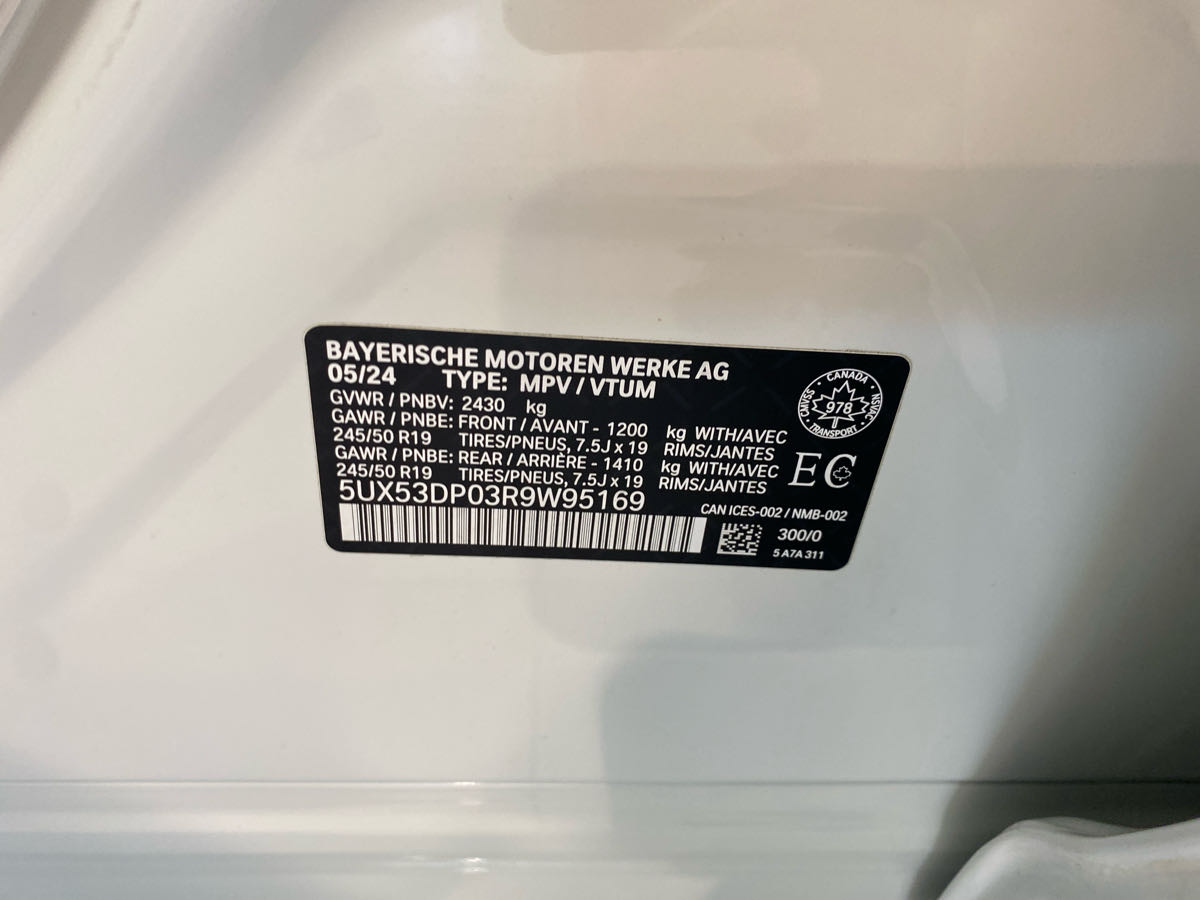 BAYERISCHE MOTOREN WERKE AG
05/24 TYPE: MPV / VTUM
GVWR / PNBV: 2430 kg
GAWR / PNBE: FRONT / AVANT - 1200 kg WITH/AVEC
245/50 R19 TIRES/PNEUS, 7.5J x 19 RIMS/JANTES
GAWR / PNBE: REAR / ARRIÈRE - 1410 kg WITH/AVEC
245/50 R19 TIRES/PNEUS, 7.5J x 19 RIMS/JANTES
5UX53DP03R9W95169
CANADA
CMVSS 978 NSVAC
TRANSPORT
EC
CAN ICES-002 / NMB-002
300/0
5 A7A 311